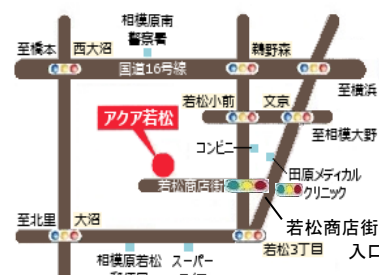 相模原南
警察署
至橋本
西大沼
鵜野森
国道16号線
至横浜
若松小前
文京
アクア若松
至相模大野
コンビニ
田原メディカル
クリニック
若松商店街
若松商店街
入口
至北里
大沼
若松3丁目
相模原若松
スーパー